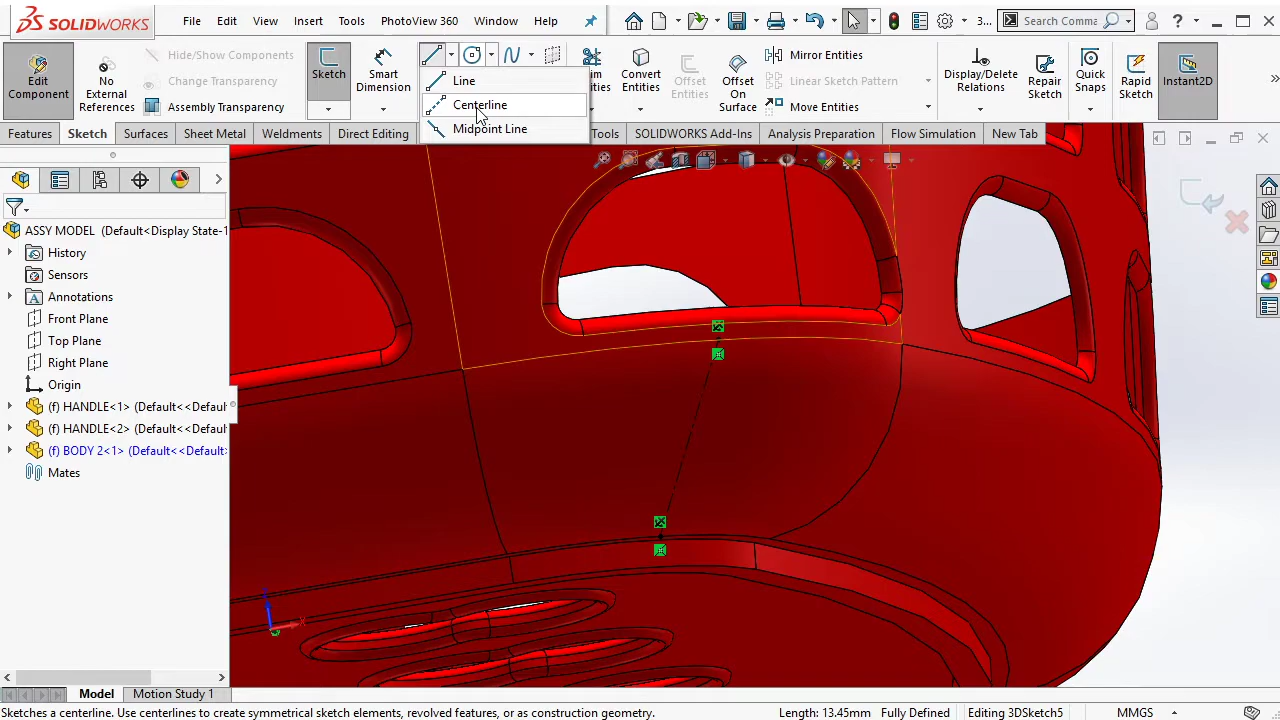 SOLIDWORKS File Edit View Insert Tools PhotoView 360 Window Help 3... Search Comma
Edit Component
No External References
Hide/Show Components
Change Transparency
Assembly Transparency
Sketch
Smart Dimension
Line
Centerline
Midpoint Line
Convert Entities
Offset Entities
Offset On Surface
Mirror Entities
Linear Sketch Pattern
Move Entities
Display/Delete Relations
Repair Sketch
Quick Snaps
Rapid Sketch
Instant2D
Features Sketch Surfaces Sheet Metal Weldments Direct Editing Tools SOLIDWORKS Add-Ins Analysis Preparation Flow Simulation New Tab
ASSY MODEL (Default<Display State-1
History
Sensors
Annotations
Front Plane
Top Plane
Right Plane
Origin
(f) HANDLE<1> (Default<<Defaul
(f) HANDLE<2> (Default<<Defaul
(f) BODY 2<1> (Default<<Default
Mates
Model Motion Study 1
Sketches a centerline. Use centerlines to create symmetrical sketch elements, revolved features, or as construction geometry. Length: 13.45mm Fully Defined Editing 3DSketch5 MMGS